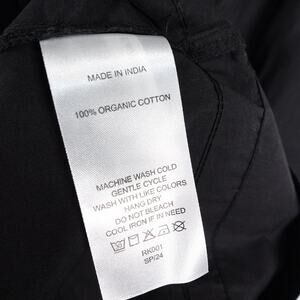 MADE IN INDIA
100% ORGANIC COTTON
MACHINE WASH COLD
GENTLE CYCLE
WASH WITH LIKE COLORS
HANG DRY
DO NOT BLEACH
COOL IRON IF IN NEED
RK001
SP/24